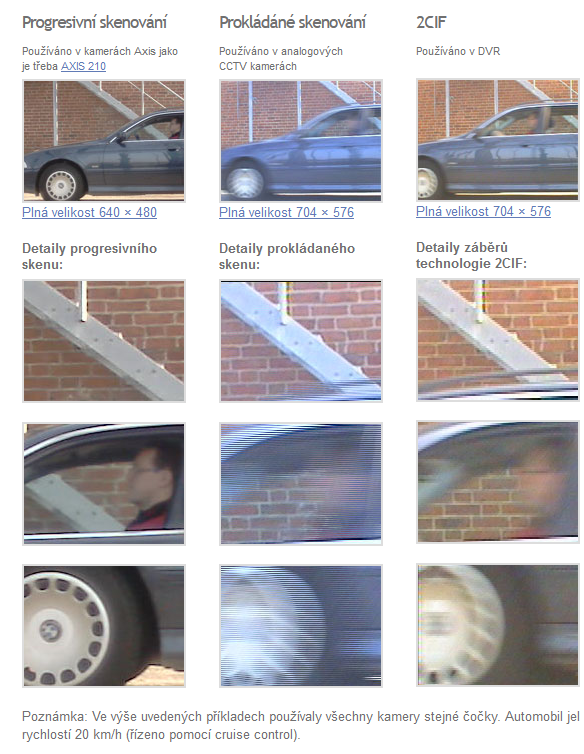 Progresivní skenování
Používáno v kamerách Axis jako
je třeba AXIS 210
Plná velikost 640 × 480
Detaily progresivního
skenu:
Prokládáné skenování
Používáno v analogových
CCTV kamerách
Plná velikost 704 × 576
Detaily prokládaného
skenu:
2CIF
Používáno v DVR
Plná velikost 704 × 576
Detaily záběrů
technologie 2CIF:
Poznámka: Ve výše uvedených příkladech používaly všechny kamery stejné čočky. Automobil jel
rychlostí 20 km/h (řízeno pomocí cruise control).